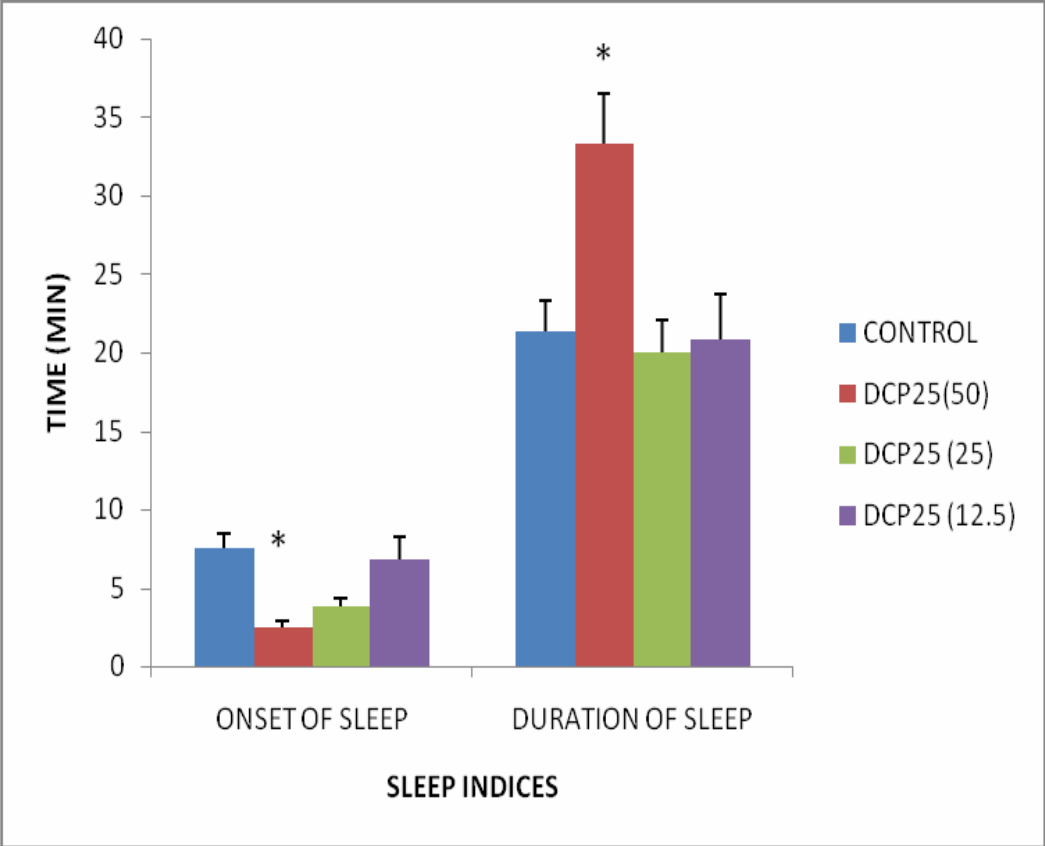 40
35
30
25
20
15
10
5
0
TIME (MIN)
*
*
ONSET OF SLEEP
DURATION OF SLEEP
SLEEP INDICES
CONTROL
DCP25(50)
DCP25 (25)
DCP25 (12.5)